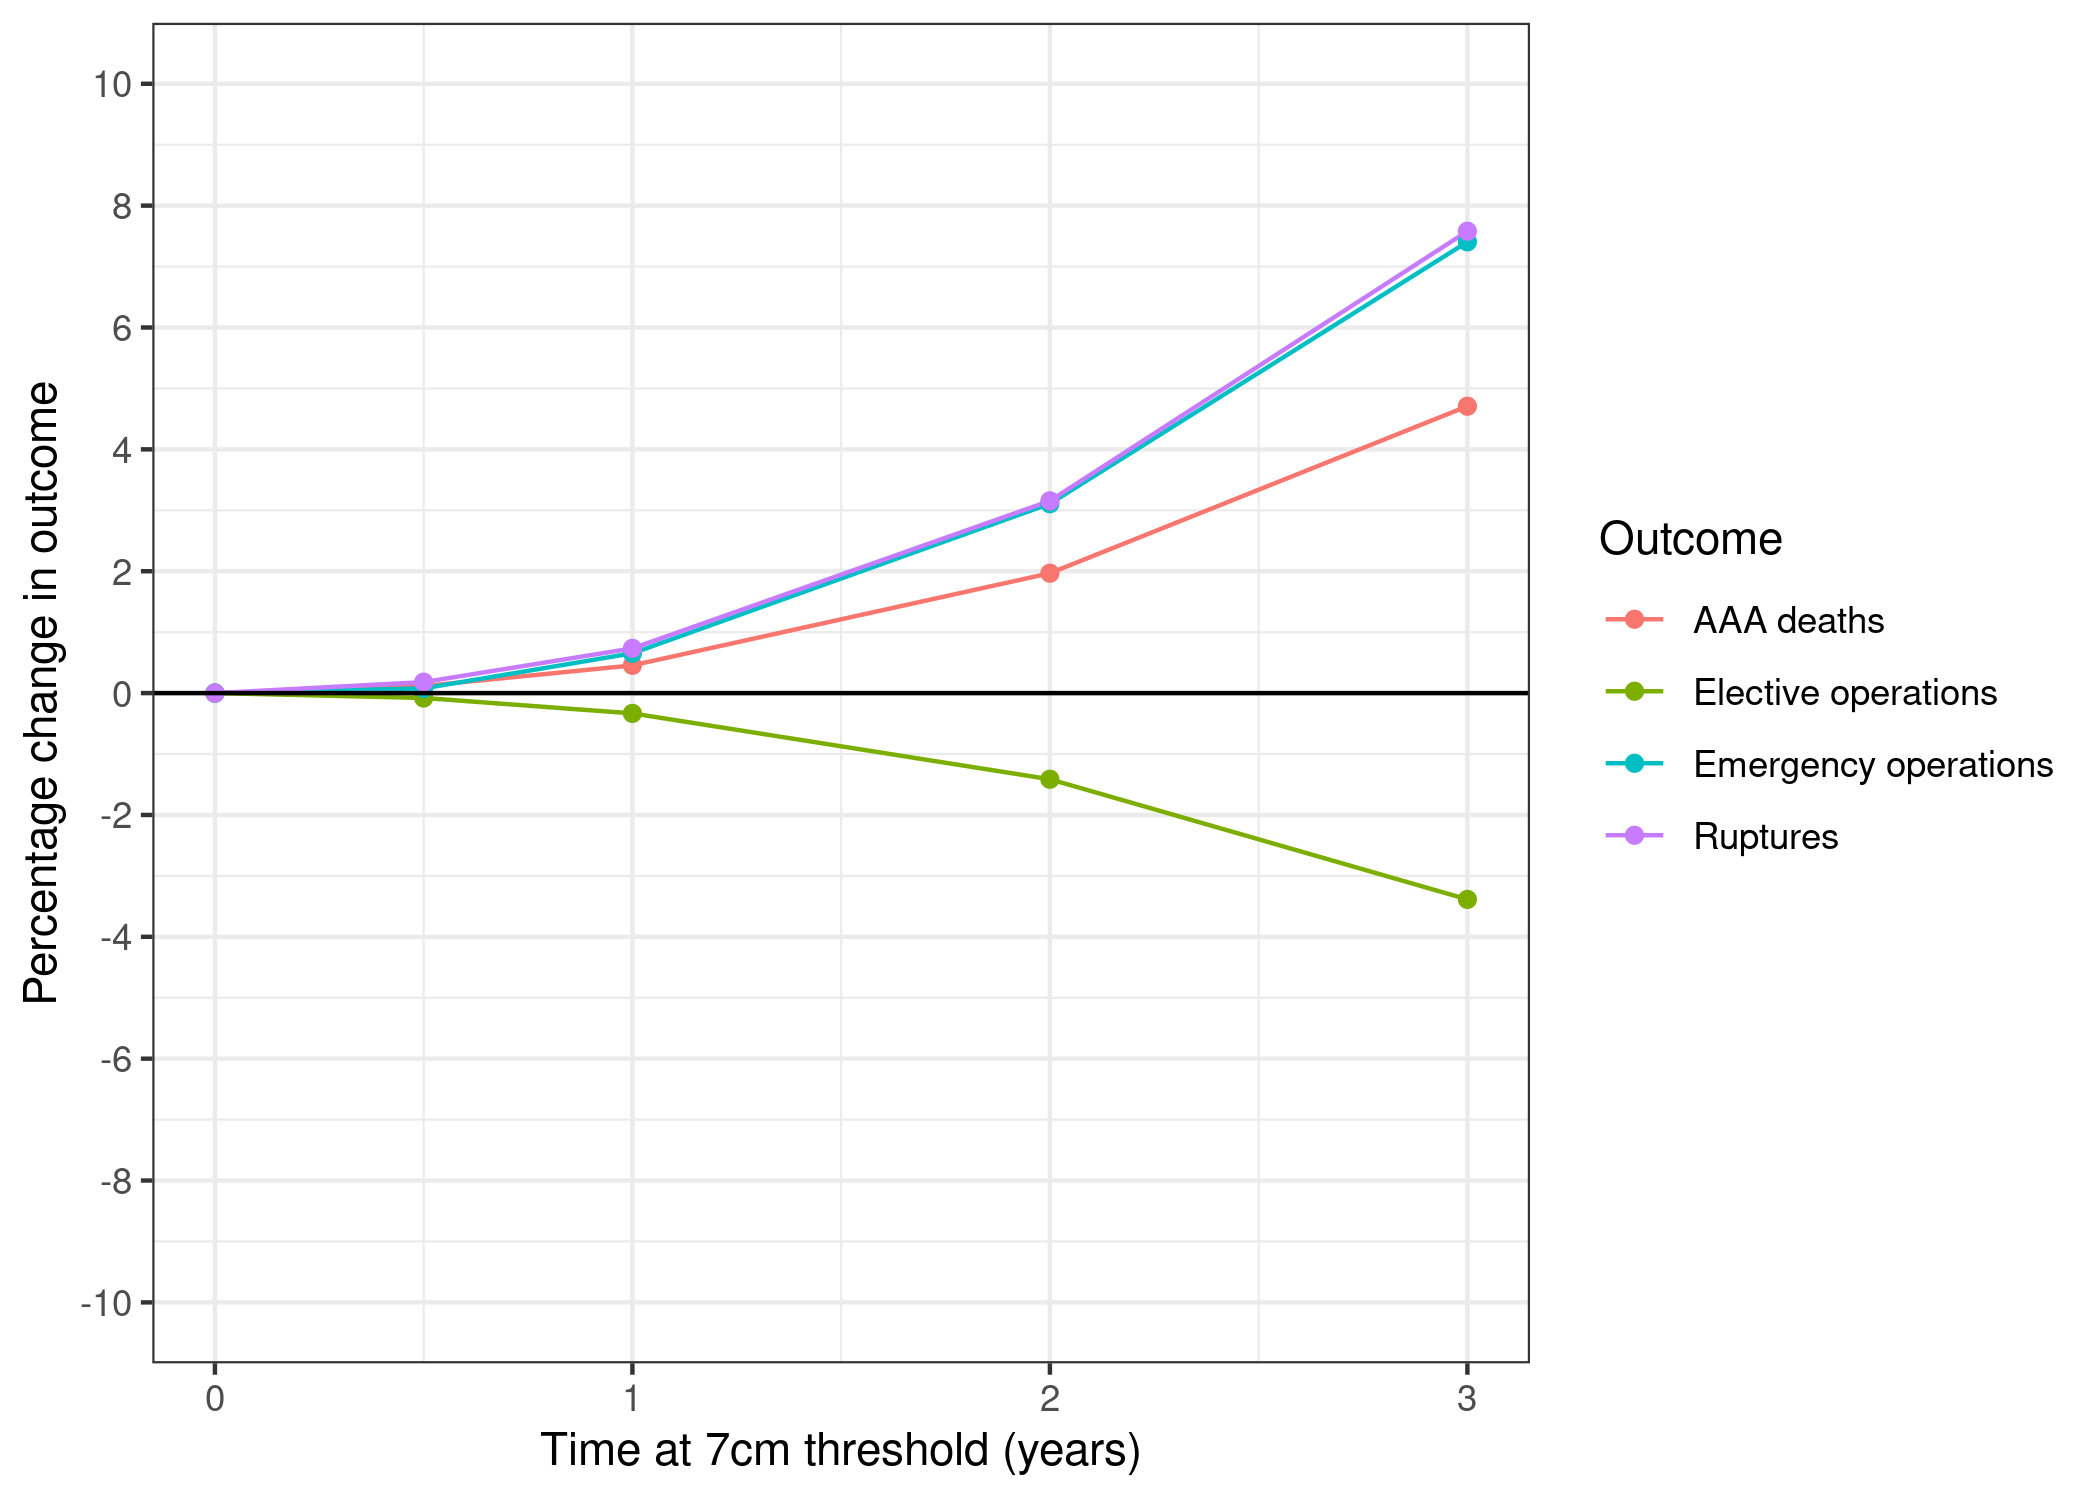 Percentage change in outcome
10
8
6
4
2
0
-2
-4
-6
-8
-10
0 1 2 3
Time at 7cm threshold (years)
Outcome
AAA deaths
Elective operations
Emergency operations
Ruptures